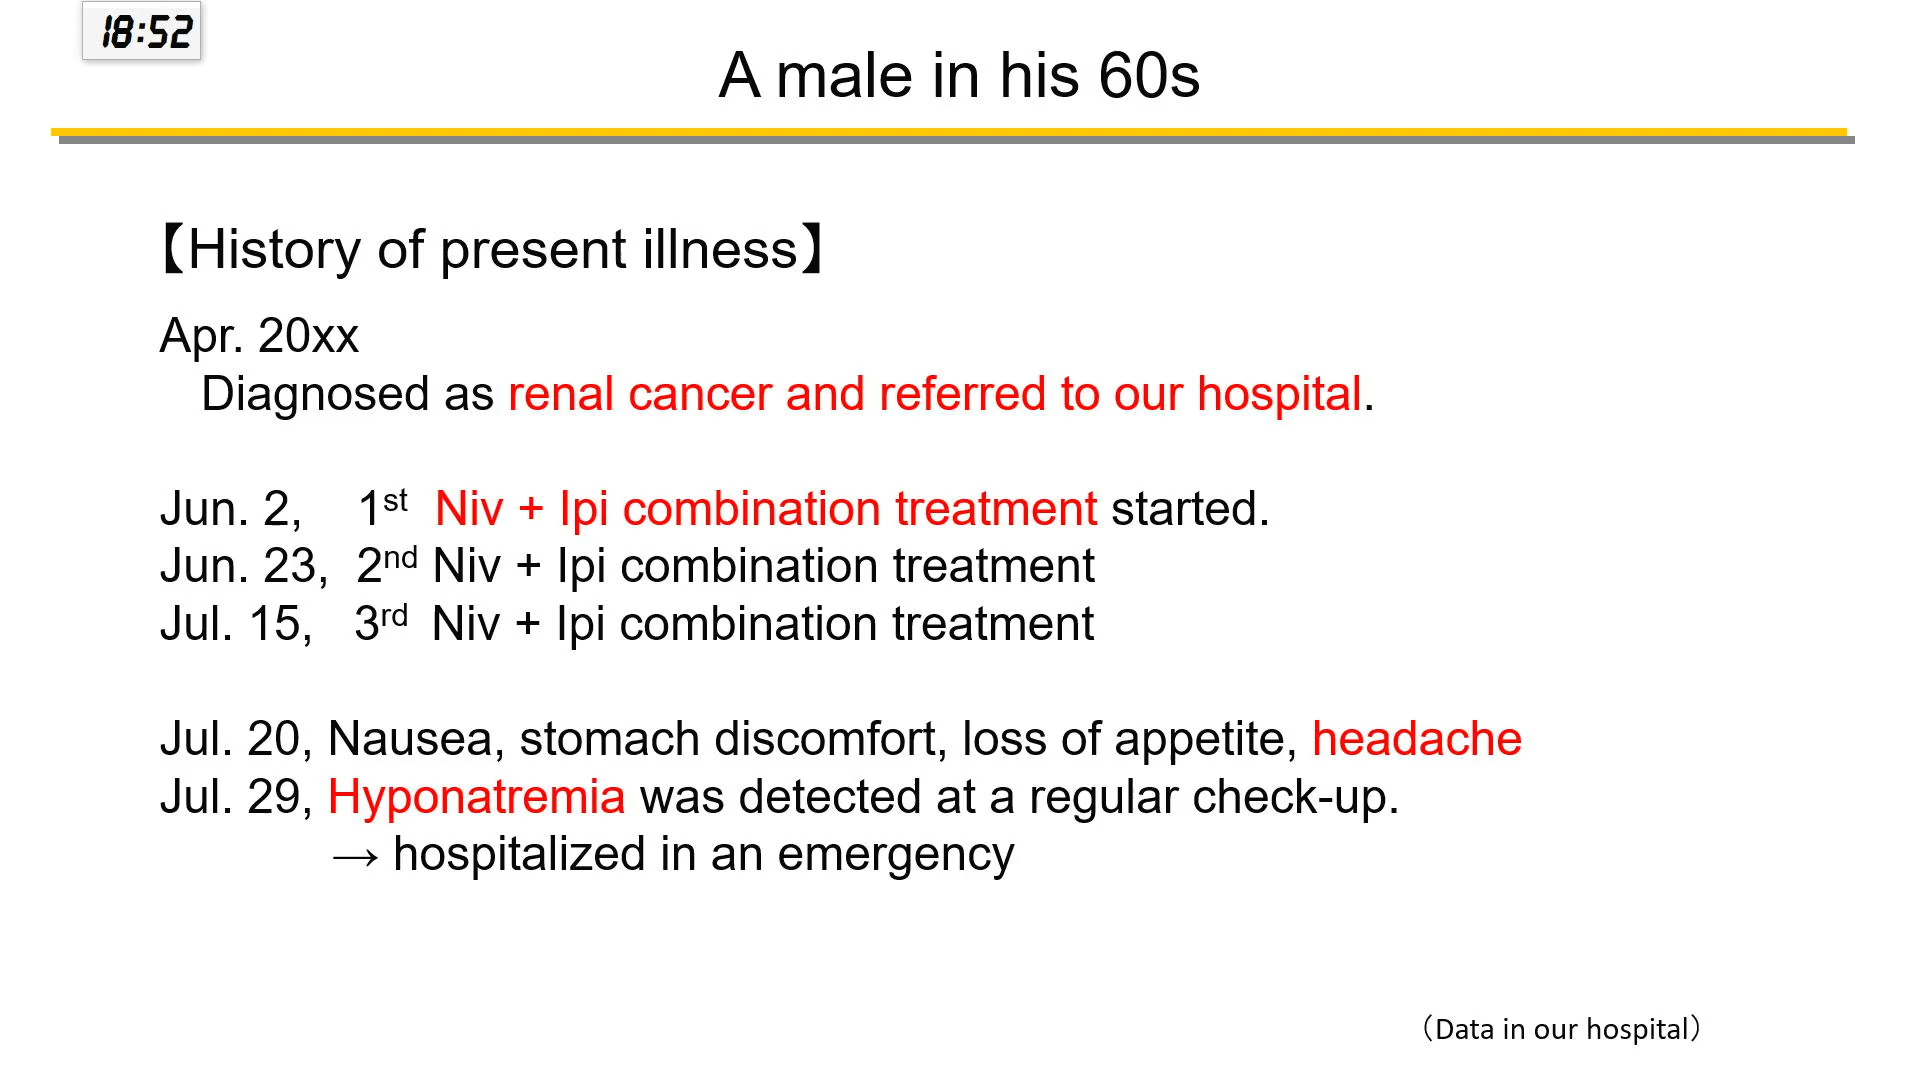 18:52
A male in his 60s
【History of present illness】
Apr. 20xx
Diagnosed as renal cancer and referred to our hospital.
Jun. 2, 1st Niv + Ipi combination treatment started.
Jun. 23, 2nd Niv + Ipi combination treatment
Jul. 15, 3rd Niv + Ipi combination treatment
Jul. 20, Nausea, stomach discomfort, loss of appetite, headache
Jul. 29, Hyponatremia was detected at a regular check-up.
→ hospitalized in an emergency
（Data in our hospital）